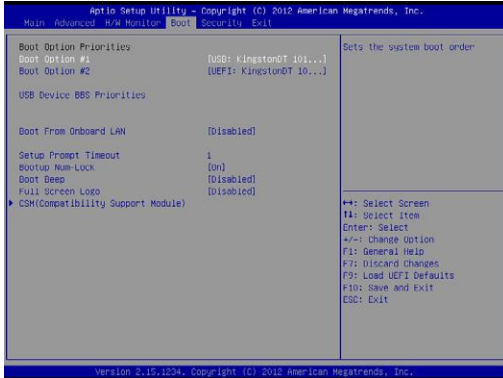 Aptio Setup Utility – Copyright (C) 2012 American Megatrends, Inc.
Main Advanced H/W Monitor Boot Security Exit
Boot Option Priorities
Boot Option #1 [USB: KingstonDT 101...]
Boot Option #2 [UEFI: KingstonDT 10...]
USB Device BBS Priorities
Boot From Onboard LAN [Disabled]
Setup Prompt Timeout 1
Bootup Num-Lock [On]
Boot Beep [Disabled]
Full Screen Logo [Disabled]
CSM(Compatibility Support Module)
Sets the system boot order
↔: Select Screen
↑↓: Select Item
Enter: Select
+/-: Change Option
F1: General Help
F7: Discard Changes
F9: Load UEFI Defaults
F10: Save and Exit
ESC: Exit
Version 2.15.1234. Copyright (C) 2012 American Megatrends, Inc.